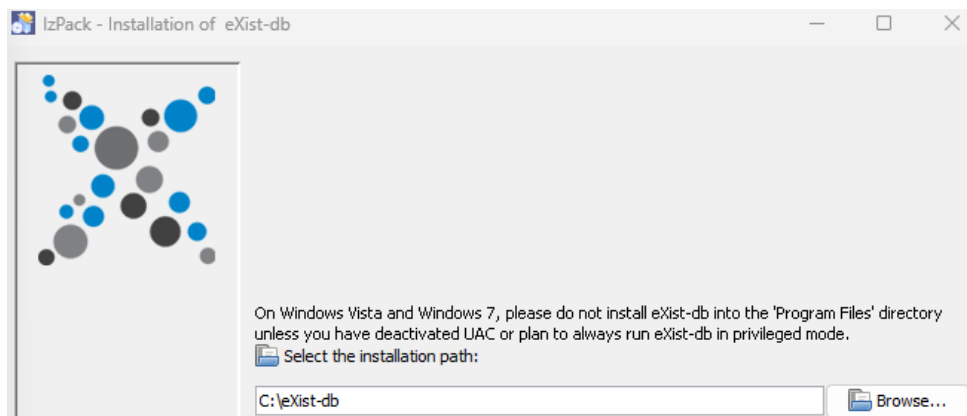 IzPack - Installation of eXist-db
On Windows Vista and Windows 7, please do not install eXist-db into the 'Program Files' directory
unless you have deactivated UAC or plan to always run eXist-db in privileged mode.
Select the installation path:
C:\eXist-db
Browse...